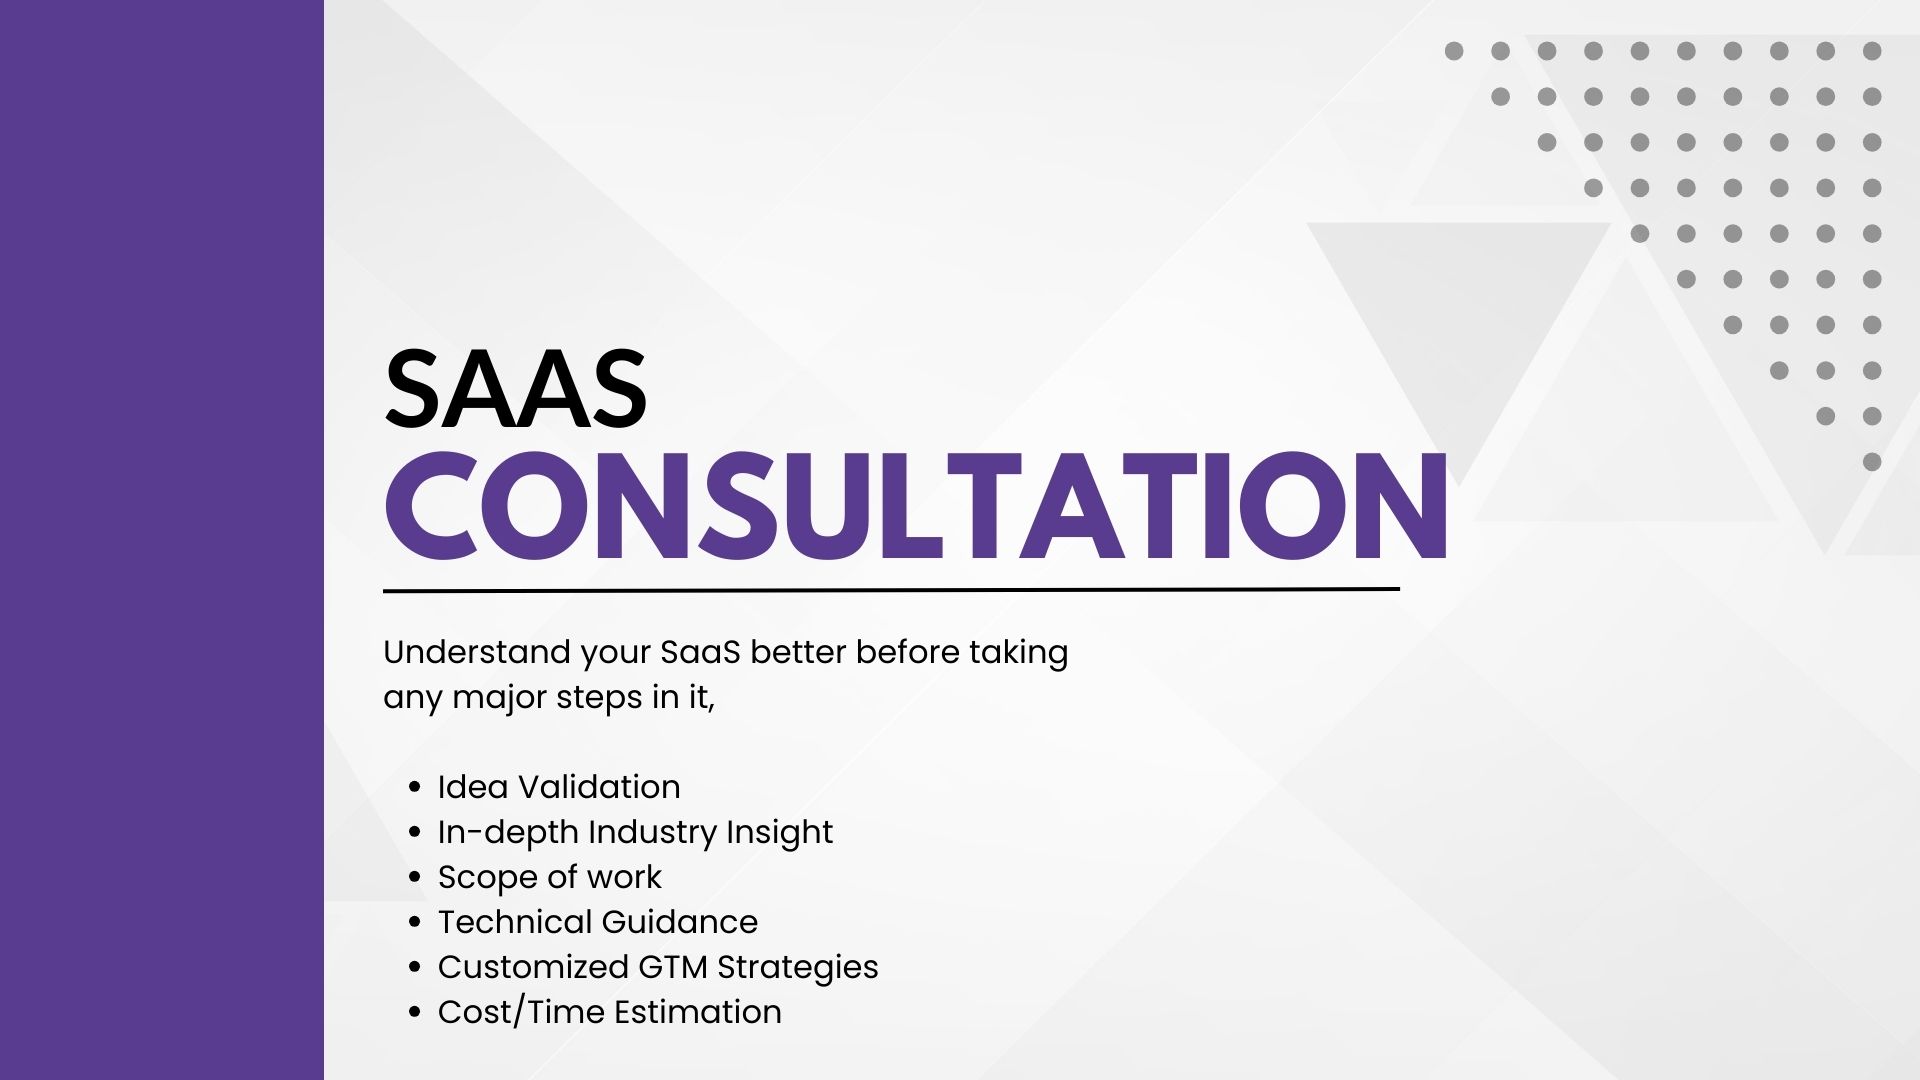 SAAS
CONSULTATION
Understand your SaaS better before taking
any major steps in it,
• Idea Validation
• In-depth Industry Insight
• Scope of work
• Technical Guidance
• Customized GTM Strategies
• Cost/Time Estimation